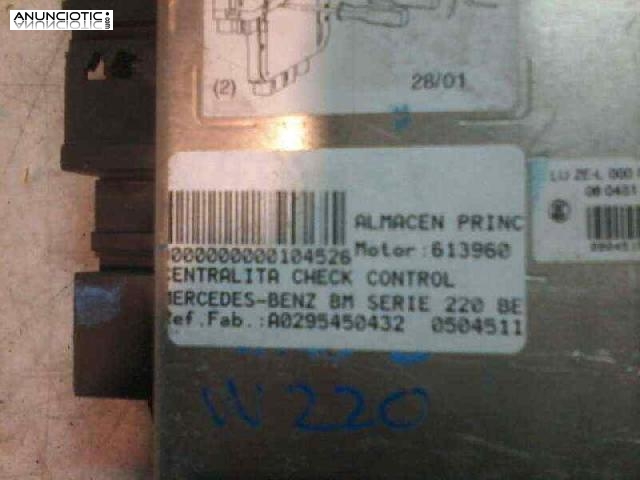 ANUNCIOTIC.com
(2)
28/01
ALMACEN PRINC
000000000104526 Motor:613960
CENTRALITA CHECK CONTROL
MERCEDES-BENZ BM SERIE 220 BE
Ref.Fab.:A0295450432 0504511
W220